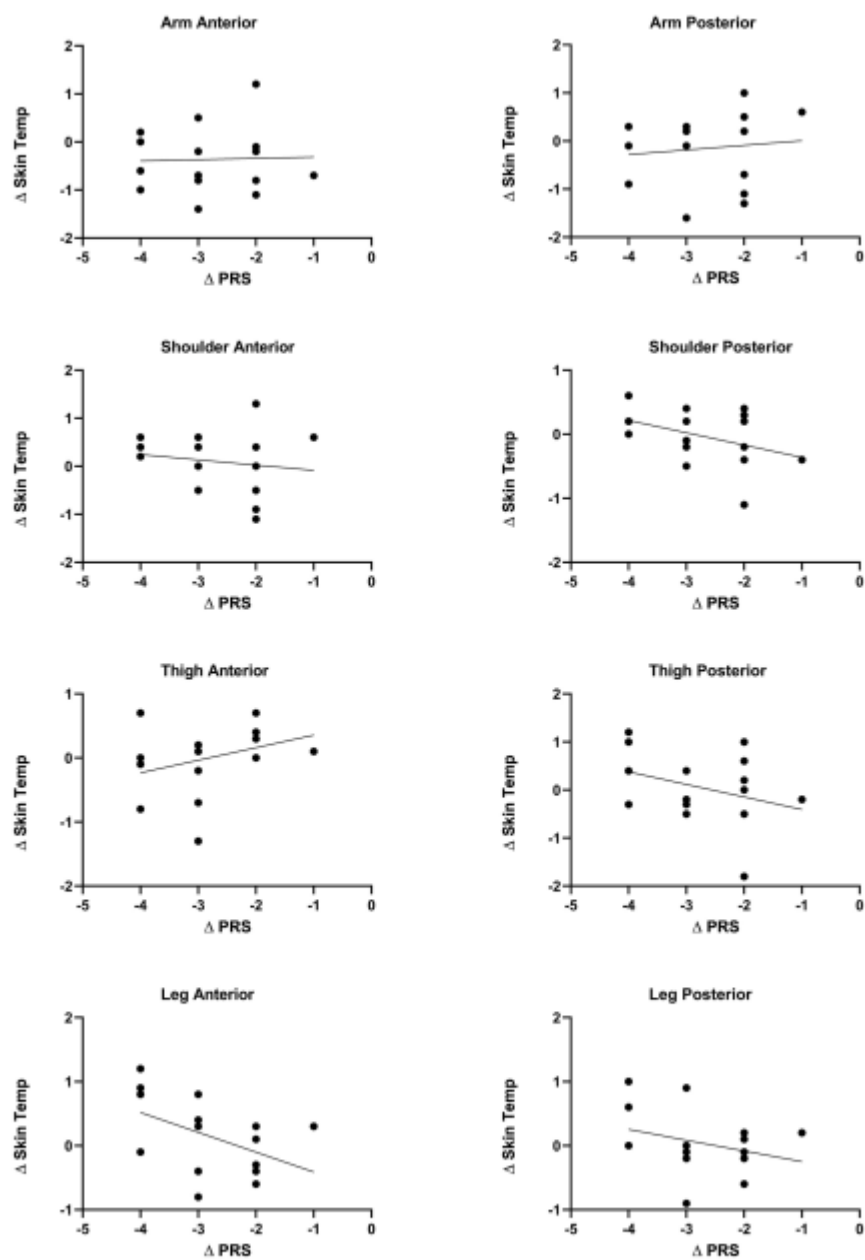 Arm Anterior
2
1
0
-1
-2
Δ Skin Temp
-5 -4 -3 -2 -1 0
Δ PRS
Arm Posterior
2
1
0
-1
-2
Δ Skin Temp
-5 -4 -3 -2 -1 0
Δ PRS
Shoulder Anterior
2
1
0
-1
-2
Δ Skin Temp
-5 -4 -3 -2 -1 0
Δ PRS
Shoulder Posterior
1
0
-1
-2
Δ Skin Temp
-5 -4 -3 -2 -1 0
Δ PRS
Thigh Anterior
1
0
-1
-2
Δ Skin Temp
-5 -4 -3 -2 -1 0
Δ PRS
Thigh Posterior
2
1
0
-1
-2
Δ Skin Temp
-5 -4 -3 -2 -1 0
Δ PRS
Leg Anterior
2
1
0
-1
Δ Skin Temp
-5 -4 -3 -2 -1 0
Δ PRS
Leg Posterior
2
1
0
-1
Δ Skin Temp
-5 -4 -3 -2 -1 0
Δ PRS